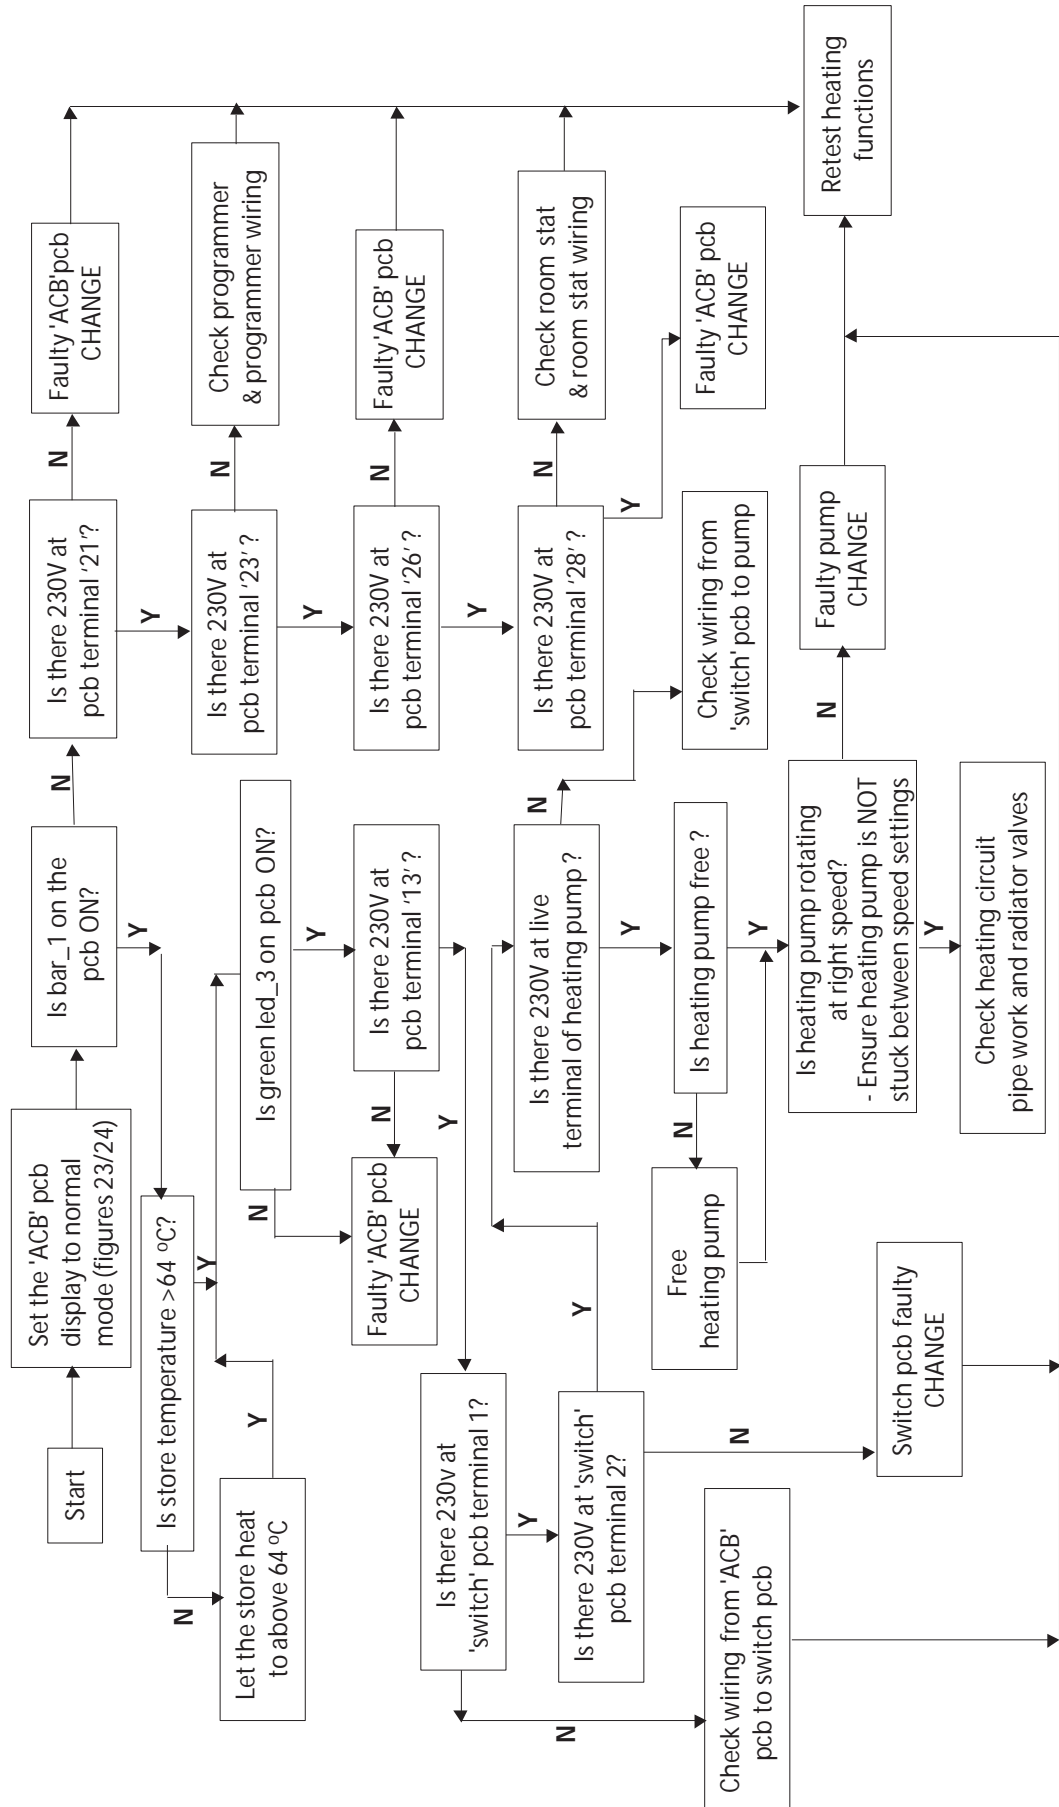 Start
Set the 'ACB' pcb
display to normal
mode (figures 23/24)
Is bar_1 on the
pcb ON?
N
Is there 230V at
pcb terminal '21'?
N
Faulty 'ACB'pcb
CHANGE
Y
Y
Is store temperature >64 ºC?
N
Y
Let the store heat
to above 64 ºC
Y
Is there 230V at
pcb terminal '23' ?
N
Check programmer
& programmer wiring
Y
Is green led_3 on pcb ON?
N
Y
Faulty 'ACB' pcb
CHANGE
Is there 230V at
pcb terminal '13'?
N
Y
Is there 230V at
pcb terminal '26' ?
N
Faulty 'ACB' pcb
CHANGE
Y
Is there 230V at
pcb terminal '28' ?
N
Check room stat
& room stat wiring
Y
Faulty 'ACB' pcb
CHANGE
Is there 230v at
'switch' pcb terminal 1?
N
Y
Is there 230V at 'switch'
pcb terminal 2?
Y
N
Is there 230V at live
terminal of heating pump ?
N
Check wiring from
'switch' pcb to pump
Y
Is heating pump free ?
N
Free
heating pump
Y
Is heating pump rotating
at right speed?
- Ensure heating pump is NOT
stuck between speed settings
N
Faulty pump
CHANGE
Retest heating
functions
Y
Check heating circuit
pipe work and radiator valves
Check wiring from 'ACB'
pcb to switch pcb
Switch pcb faulty
CHANGE